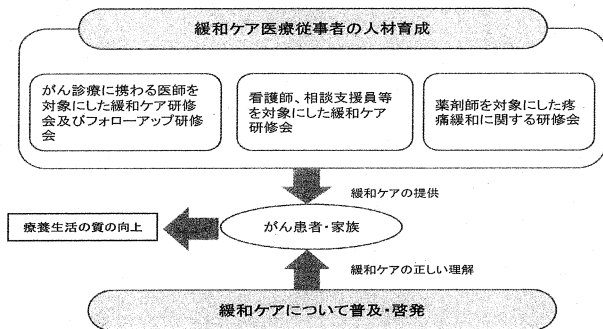 緩和ケア医療従事者の人材育成
がん診療に携わる医師を
対象にした緩和ケア研修
会及びフォローアップ研修
会
看護師、相談支援員等
を対象にした緩和ケア
研修会
薬剤師を対象にした疼
痛緩和に関する研修会
緩和ケアの提供
療養生活の質の向上
がん患者・家族
緩和ケアの正しい理解
緩和ケアについて普及・啓発